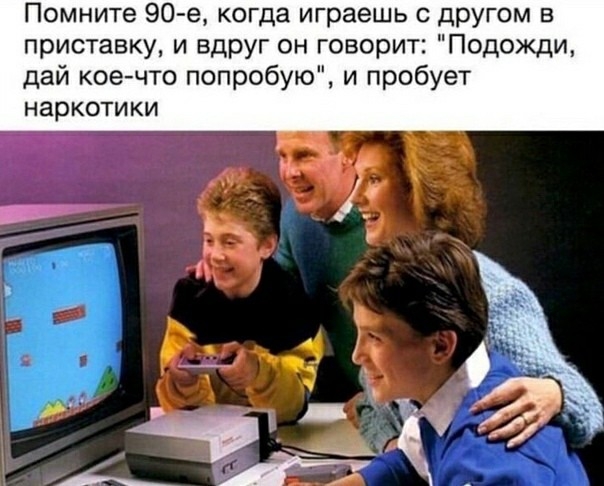 Помните 90-е, когда играешь с другом в
приставку, и вдруг он говорит: "Подожди,
дай кое-что попробую", и пробует
наркотики